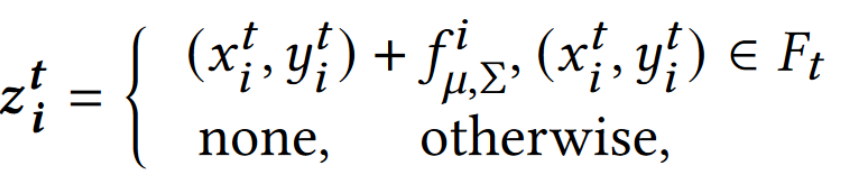 z_i^t = { (x_i^t, y_i^t) + f_{μ,Σ}^i, (x_i^t, y_i^t) ∈ F_t
none, otherwise,